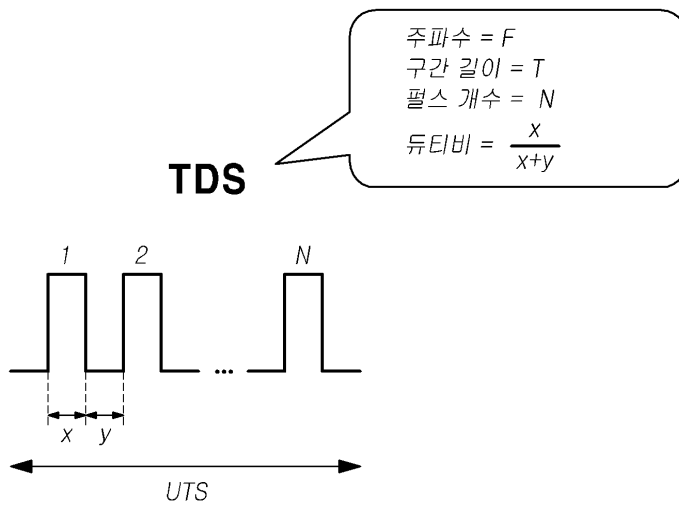 주파수 = F
구간 길이 = T
펄스 개수 = N
듀티비 = x
x+y
TDS
1 2 N
...
x y
UTS